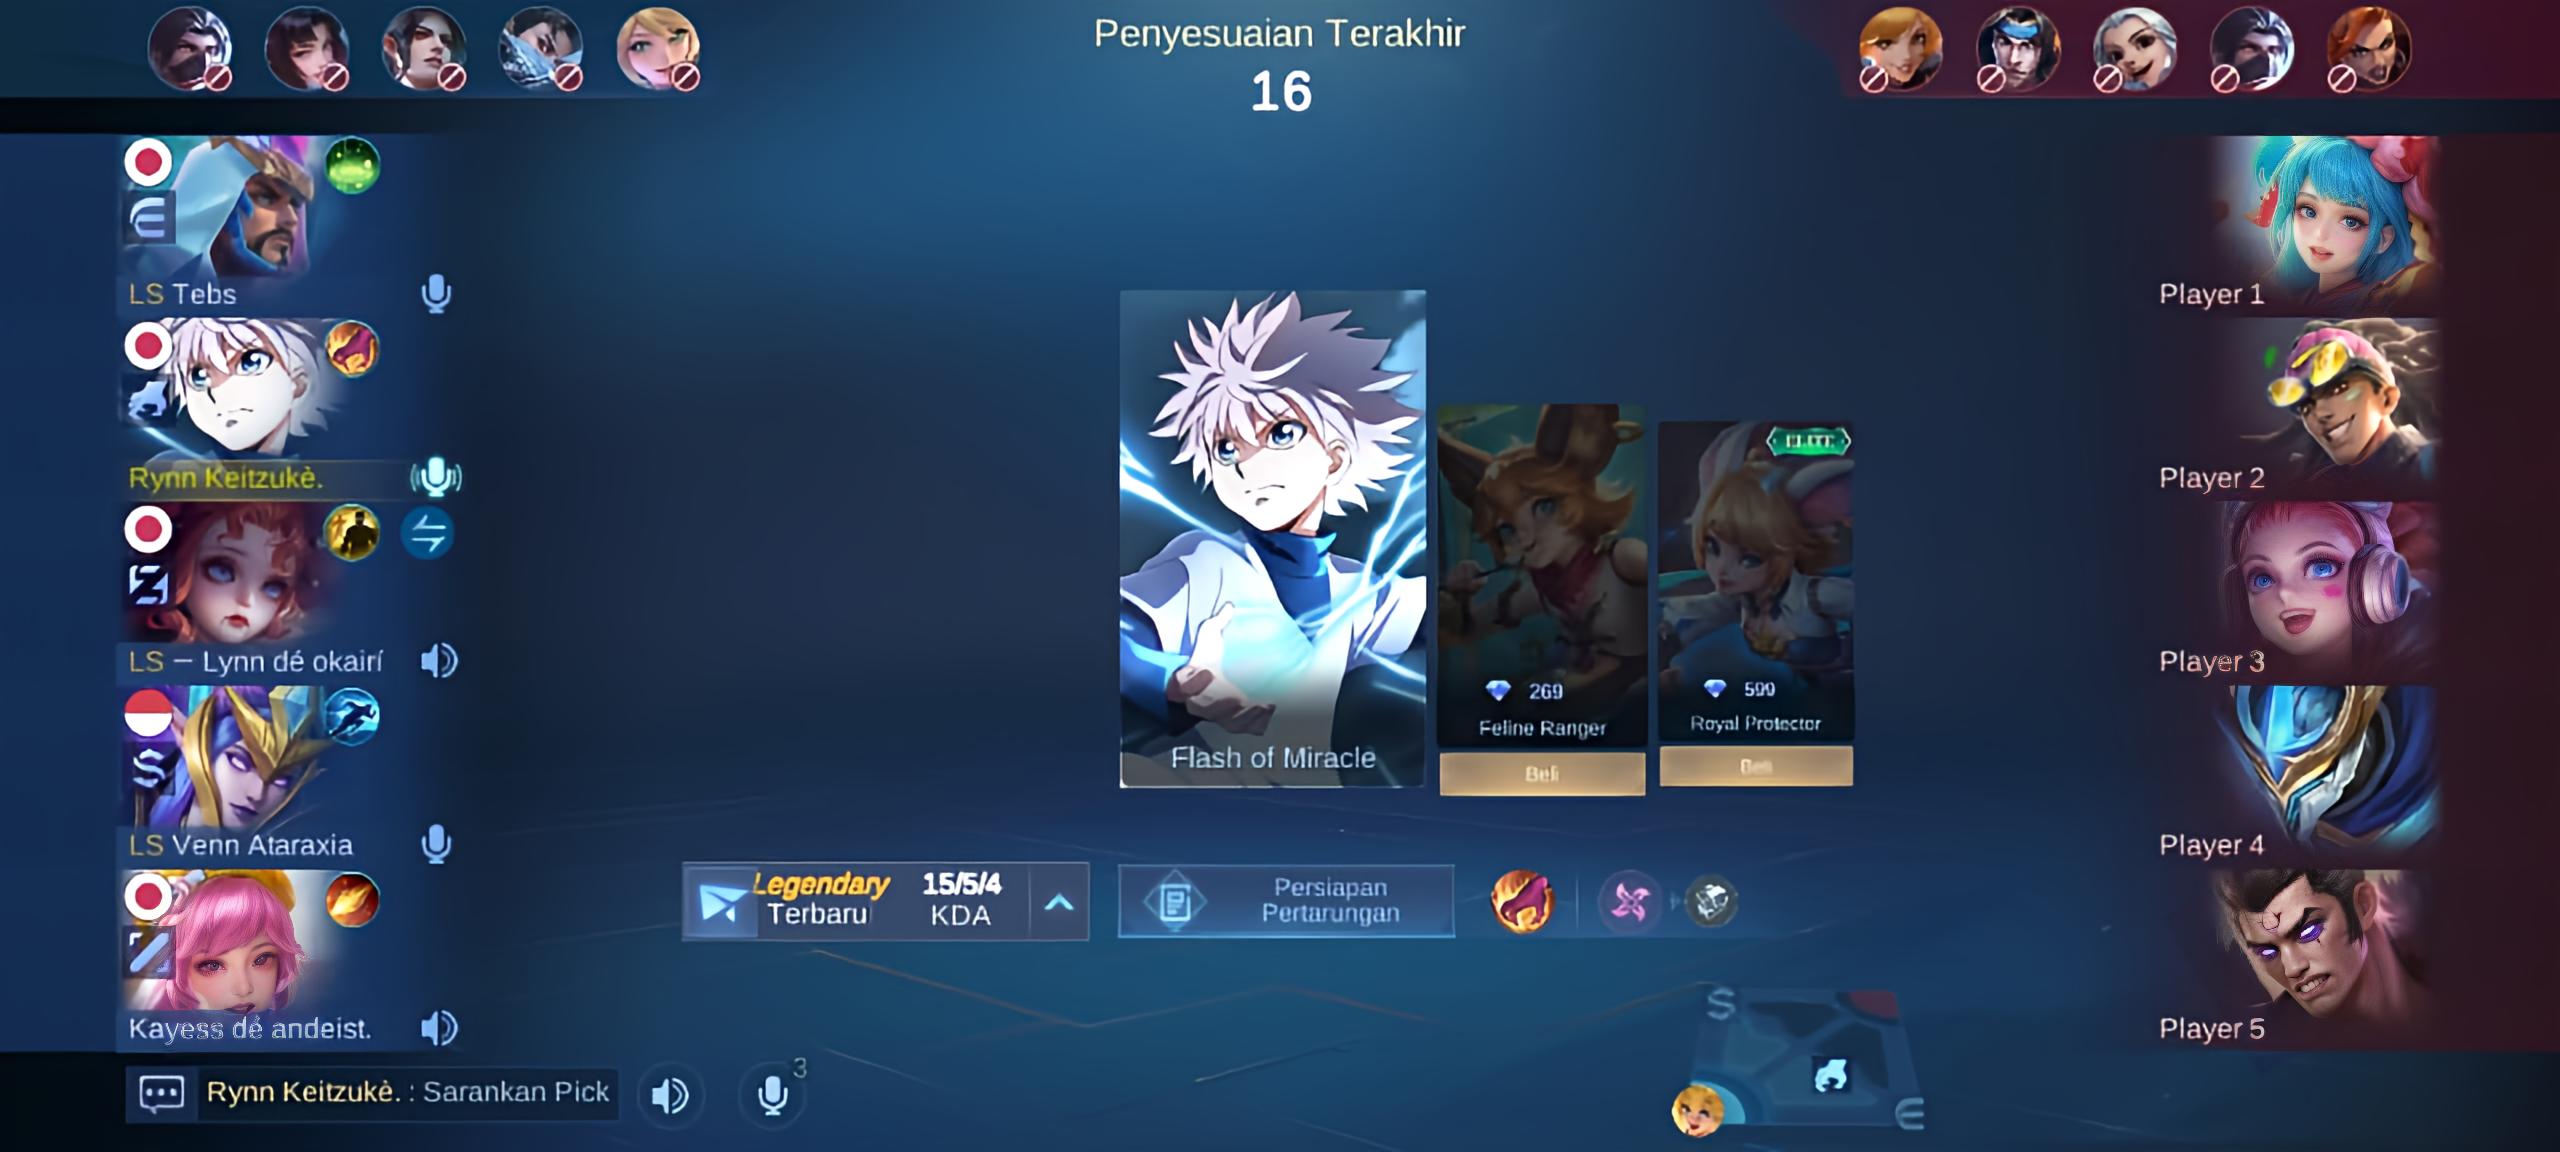 Penyesuaian Terakhir
16
LS Tebs
Rynn Keitzukè.
LS – Lynn dé okairí
LS Venn Ataraxia
Kayess dé andeist.
Player 1
Player 2
Player 3
Player 4
Player 5
Flash of Miracle
269
Feline Ranger
Beli
ELITE
599
Royal Protector
Beli
Legendary
Terbaru
15/5/4
KDA
Persiapan
Pertarungan
Rynn Keitzukè. : Sarankan Pick
3